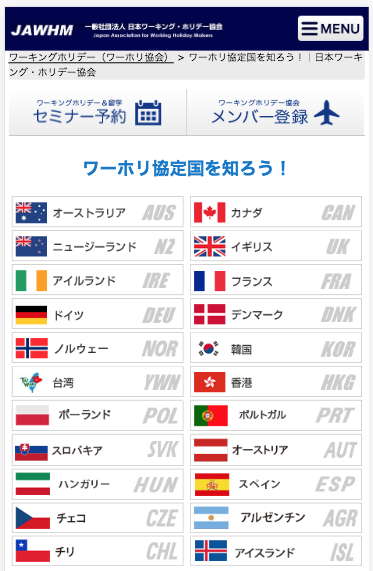 JAWHM 一般社団法人 日本ワーキング・ホリデー協会
Japan Association for Working Holiday Makers
MENU
ワーキングホリデー（ワーホリ協会） > ワーホリ協定国を知ろう！｜日本ワーキ
ング・ホリデー協会
ワーキングホリデー＆留学
セミナー予約
ワーキングホリデー協会
メンバー登録
ワーホリ協定国を知ろう！
オーストラリア AUS
カナダ CAN
ニュージーランド NZ
イギリス UK
アイルランド IRE
フランス FRA
ドイツ DEU
デンマーク DNK
ノルウェー NOR
韓国 KOR
台湾 YWN
香港 HKG
ポーランド POL
ポルトガル PRT
スロバキア SVK
オーストリア AUT
ハンガリー HUN
スペイン ESP
チェコ CZE
アルゼンチン AGR
チリ CHL
アイスランド ISL